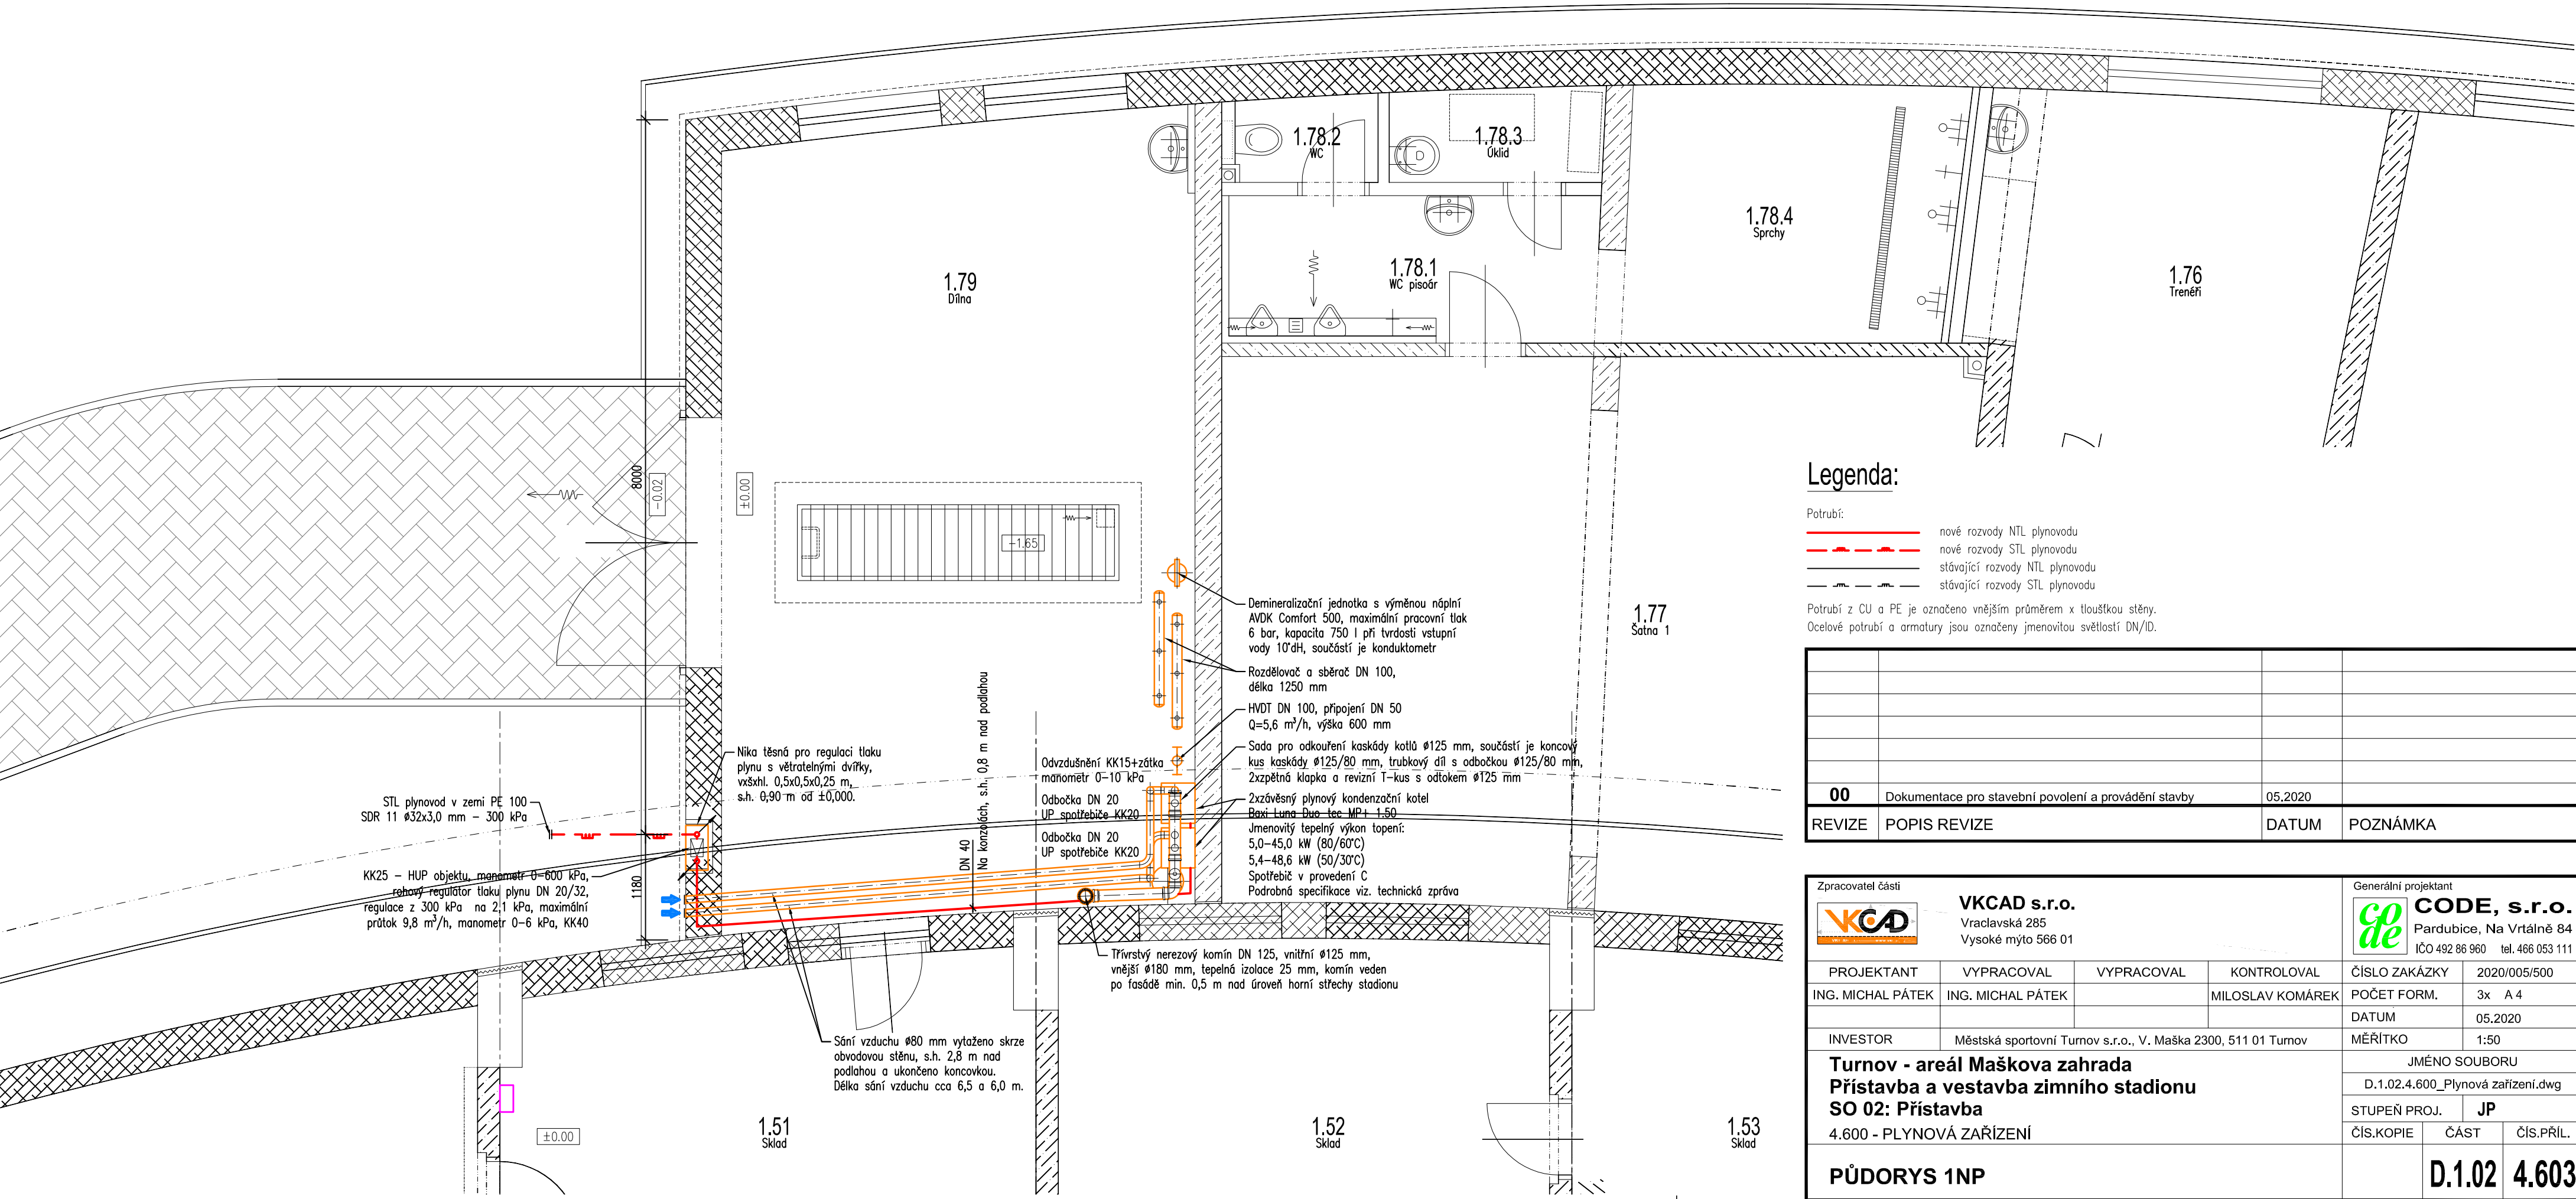 1.78.2
WC
1.78.3
Úklid
1.78.4
Sprchy
1.79
Dílna
1.78.1
WC pisoár
1.76
Trenéři
8000
-0.02
±0.00
-1.65
1.77
Šatna 1
Demineralizační jednotka s výměnou náplní
AVDK Comfort 500, maximální pracovní tlak
6 bar, kapacita 750 l při tvrdosti vstupní
vody 10°dH, součástí je konduktometr
Rozdělovač a sběrač DN 100,
délka 1250 mm
HVDT DN 100, připojení DN 50
Q=5,6 m³/h, výška 600 mm
Sada pro odkouření kaskády kotlů ø125 mm, součástí je koncový
kus kaskády ø125/80 mm, trubkový díl s odbočkou ø125/80 mm,
2xzpětná klapka a revizní T-kus s odtokem ø125 mm
2xzávěsný plynový kondenzační kotel
Baxi Luna Duo tec MP+ 1.50
Jmenovitý tepelný výkon topení:
5,0-45,0 kW (80/60°C)
5,4-48,6 kW (50/30°C)
Spotřebič v provedení C
Podrobná specifikace viz. technická zpráva
Nika těsná pro regulaci tlaku
plynu s větratelnými dvířky,
vxšxhl. 0,5x0,5x0,25 m,
s.h. 0,90 m od ±0,000.
Odvzdušnění KK15+zátka
manometr 0-10 kPa
Odbočka DN 20
UP spotřebiče KK20
Odbočka DN 20
UP spotřebiče KK20
DN 40
Na konzolách, s.h. 0,8 m nad podlahou
STL plynovod v zemi PE 100
SDR 11 ø32x3,0 mm - 300 kPa
KK25 - HUP objektu, manometr 0-600 kPa,
rohový regulátor tlaku plynu DN 20/32,
regulace z 300 kPa na 2,1 kPa, maximální
průtok 9,8 m³/h, manometr 0-6 kPa, KK40
1180
Třívrstvý nerezový komín DN 125, vnitřní ø125 mm,
vnější ø180 mm, tepelná izolace 25 mm, komín veden
po fasádě min. 0,5 m nad úroveň horní střechy stadionu
Sání vzduchu ø80 mm vytaženo skrze
obvodovou stěnu, s.h. 2,8 m nad
podlahou a ukončeno koncovkou.
Délka sání vzduchu cca 6,5 a 6,0 m.
±0.00
1.51
Sklad
1.52
Sklad
1.53
Sklad
Legenda:
Potrubí:
nové rozvody NTL plynovodu
nové rozvody STL plynovodu
stávající rozvody NTL plynovodu
stávající rozvody STL plynovodu
Potrubí z CU a PE je označeno vnějším průměrem x tloušťkou stěny.
Ocelové potrubí a armatury jsou označeny jmenovitou světlostí DN/ID.
00 Dokumentace pro stavební povolení a provádění stavby 05.2020
REVIZE POPIS REVIZE DATUM POZNÁMKA
Zpracovatel části
VKCAD
VKCAD s.r.o.
Vraclavská 285
Vysoké mýto 566 01
Generální projektant
code
CODE, s.r.o.
Pardubice, Na Vrtálně 84
IČO 492 86 960 tel. 466 053 111
PROJEKTANT VYPRACOVAL VYPRACOVAL KONTROLOVAL ČÍSLO ZAKÁZKY 2020/005/500
ING. MICHAL PÁTEK ING. MICHAL PÁTEK MILOSLAV KOMÁREK POČET FORM. 3x A 4
DATUM 05.2020
INVESTOR Městská sportovní Turnov s.r.o., V. Maška 2300, 511 01 Turnov MĚŘÍTKO 1:50
Turnov - areál Maškova zahrada
Přístavba a vestavba zimního stadionu
SO 02: Přístavba
4.600 - PLYNOVÁ ZAŘÍZENÍ
JMÉNO SOUBORU
D.1.02.4.600_Plynová zařízení.dwg
STUPEŇ PROJ. JP
ČÍS.KOPIE ČÁST ČÍS.PŘÍL.
PŮDORYS 1NP
D.1.02 4.603